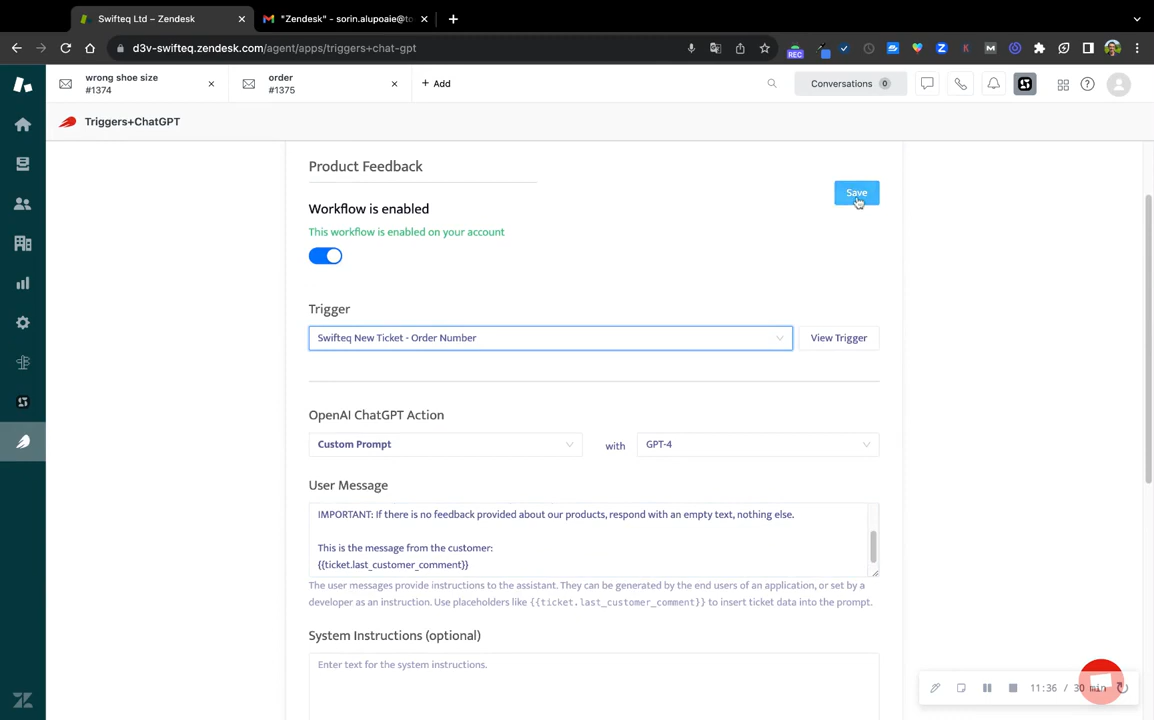 Swifteq Ltd – Zendesk
"Zendesk" - sorin.alupoaie@to
d3v-swifteq.zendesk.com/agent/apps/triggers+chat-gpt
REC
wrong shoe size
#1374
order
#1375
+ Add
Conversations 0
Triggers+ChatGPT
Product Feedback
Save
Workflow is enabled
This workflow is enabled on your account
Trigger
Swifteq New Ticket - Order Number
View Trigger
OpenAI ChatGPT Action
Custom Prompt
with
GPT-4
User Message
IMPORTANT: If there is no feedback provided about our products, respond with an empty text, nothing else.
This is the message from the customer:
{{ticket.last_customer_comment}}
The user messages provide instructions to the assistant. They can be generated by the end users of an application, or set by a
developer as an instruction. Use placeholders like {{ticket.last_customer_comment}} to insert ticket data into the prompt.
System Instructions (optional)
Enter text for the system instructions.
11:36 / 30 min